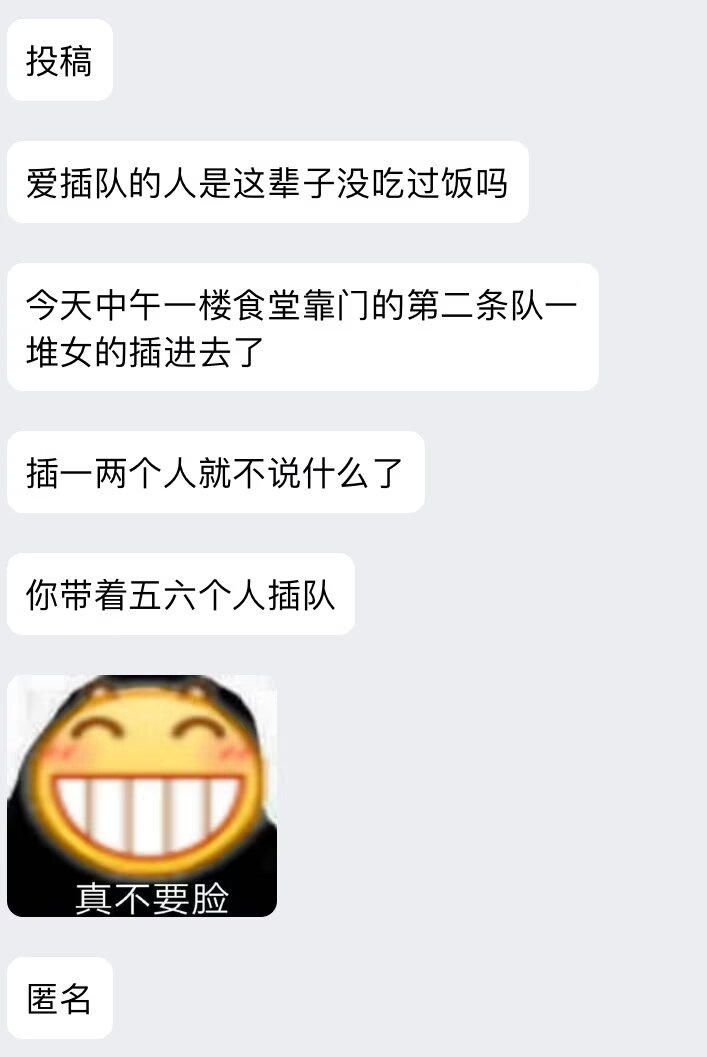 投稿
爱插队的人是这辈子没吃过饭吗
今天中午一楼食堂靠门的第二条队一
堆女的插进去了
插一两个人就不说什么了
你带着五六个人插队
真不要脸
匿名